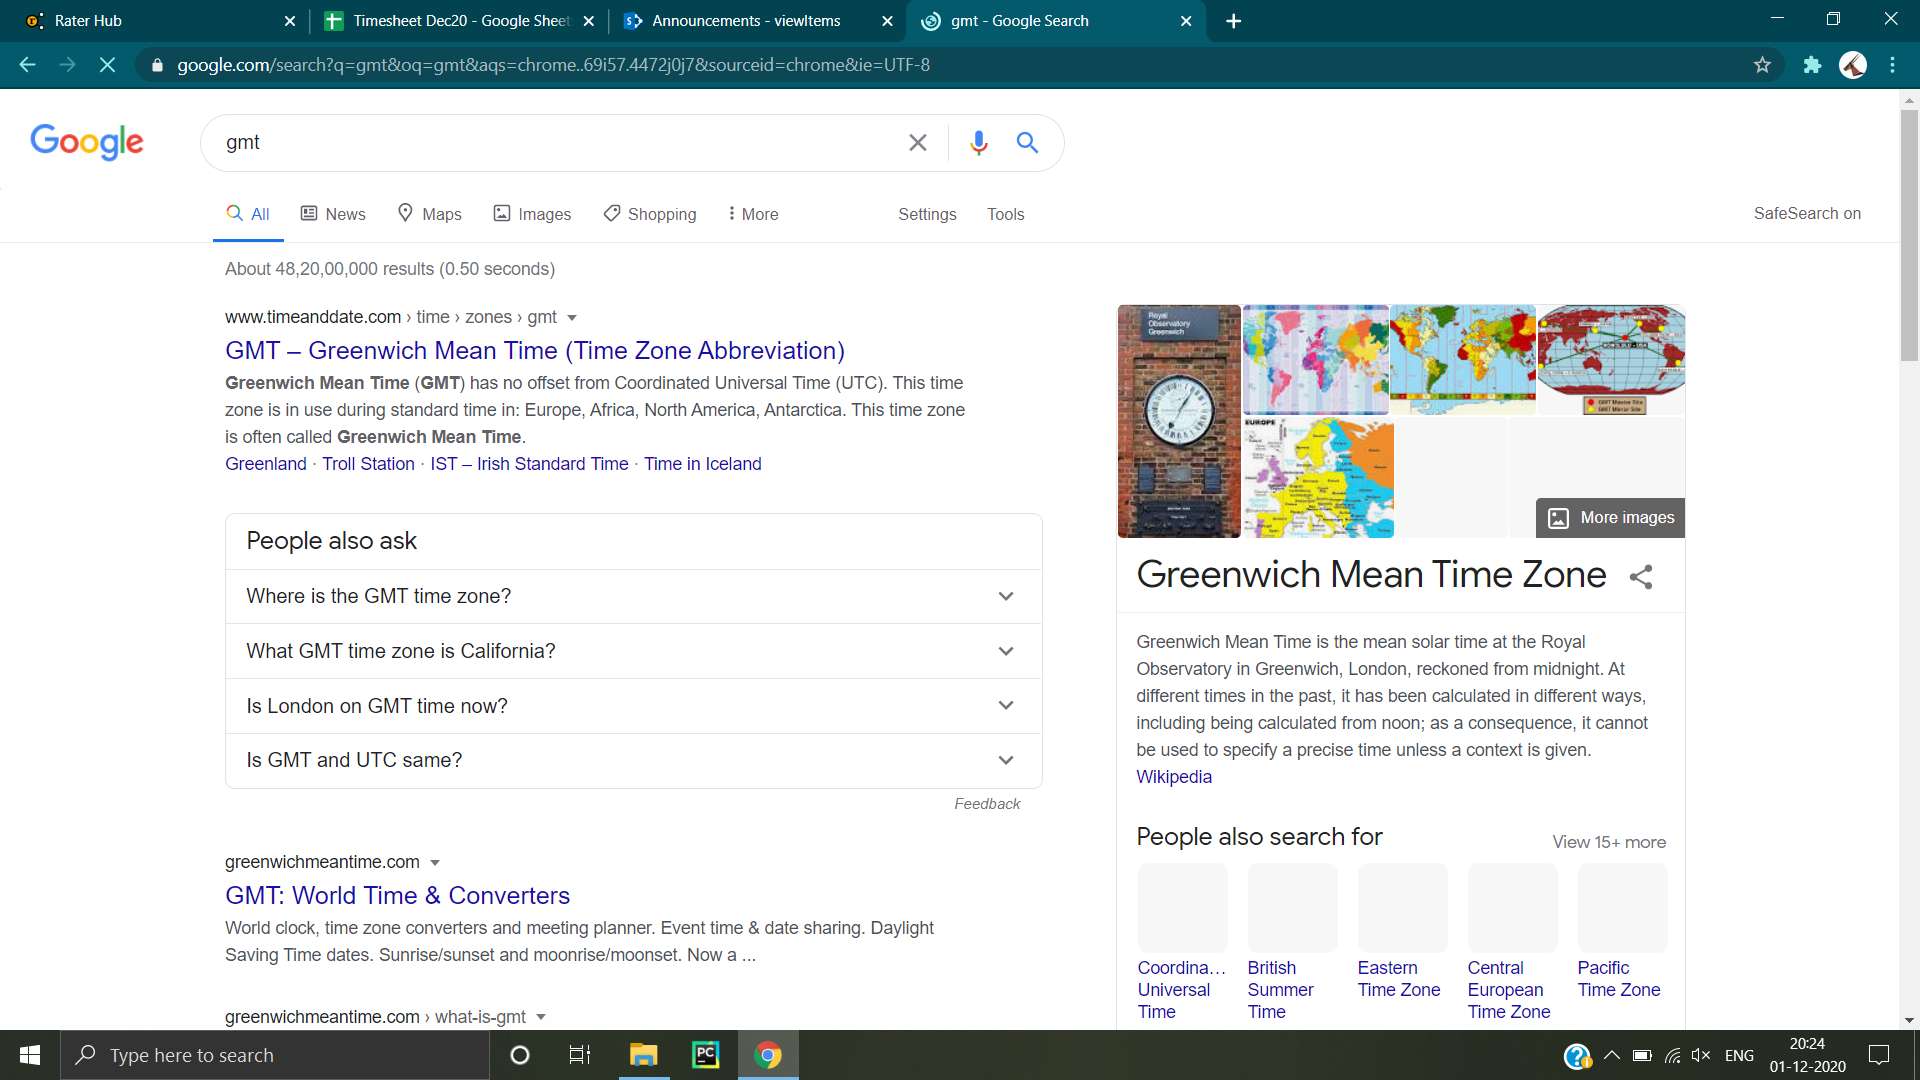 Rater Hub
Timesheet Dec20 - Google Sheet
Announcements - viewItems
gmt - Google Search
google.com/search?q=gmt&oq=gmt&aqs=chrome..69i57.4472j0j7&sourceid=chrome&ie=UTF-8
Google
gmt
All
News
Maps
Images
Shopping
More
Settings
Tools
SafeSearch on
About 48,20,00,000 results (0.50 seconds)
www.timeanddate.com › time › zones › gmt
GMT – Greenwich Mean Time (Time Zone Abbreviation)
Greenwich Mean Time (GMT) has no offset from Coordinated Universal Time (UTC). This time
zone is in use during standard time in: Europe, Africa, North America, Antarctica. This time zone
is often called Greenwich Mean Time.
Greenland · Troll Station · IST – Irish Standard Time · Time in Iceland
People also ask
Where is the GMT time zone?
What GMT time zone is California?
Is London on GMT time now?
Is GMT and UTC same?
Feedback
greenwichmeantime.com
GMT: World Time & Converters
World clock, time zone converters and meeting planner. Event time & date sharing. Daylight
Saving Time dates. Sunrise/sunset and moonrise/moonset. Now a ...
greenwichmeantime.com › what-is-gmt
Royal
Observatory
Greenwich
EUROPE
More images
Greenwich Mean Time Zone
Greenwich Mean Time is the mean solar time at the Royal
Observatory in Greenwich, London, reckoned from midnight. At
different times in the past, it has been calculated in different ways,
including being calculated from noon; as a consequence, it cannot
be used to specify a precise time unless a context is given.
Wikipedia
People also search for
View 15+ more
Coordina...
Universal
Time
British
Summer
Time
Eastern
Time Zone
Central
European
Time Zone
Pacific
Time Zone
Type here to search
PC
ENG
20:24
01-12-2020